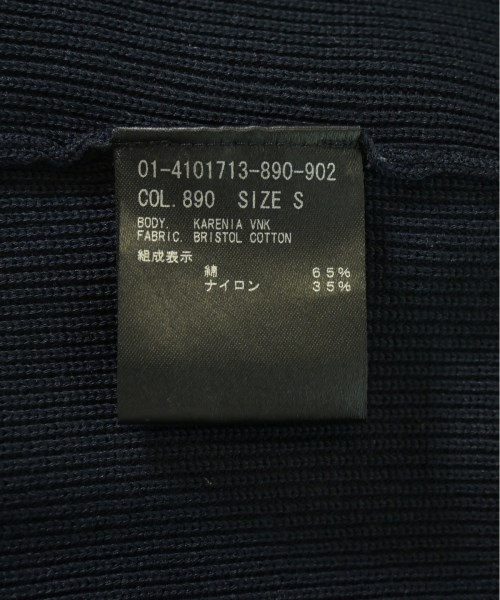 01-4101713-890-902
COL.890 SIZE S
BODY. KARENIA VNK
FABRIC. BRISTOL COTTON
組成表示
綿 65%
ナイロン 35%